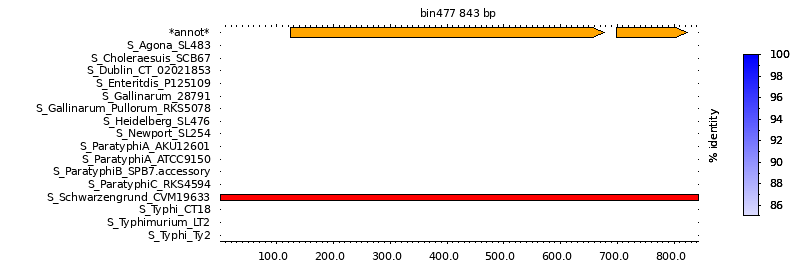 bin477 843 bp
*annot*
S_Agona_SL483
S_Choleraesuis_SCB67
S_Dublin_CT_02021853
S_Enteritidis_P125109
S_Gallinarum_28791
S_Gallinarum_Pullorum_RKS5078
S_Heidelberg_SL476
S_Newport_SL254
S_ParatyphiA_AKU12601
S_ParatyphiA_ATCC9150
S_ParatyphiB_SPB7.accessory
S_ParatyphiC_RKS4594
S_Schwarzengrund_CVM19633
S_Typhi_CT18
S_Typhimurium_LT2
S_Typhi_Ty2
100.0 200.0 300.0 400.0 500.0 600.0 700.0 800.0
% identity
100
98
96
94
92
90
88
86